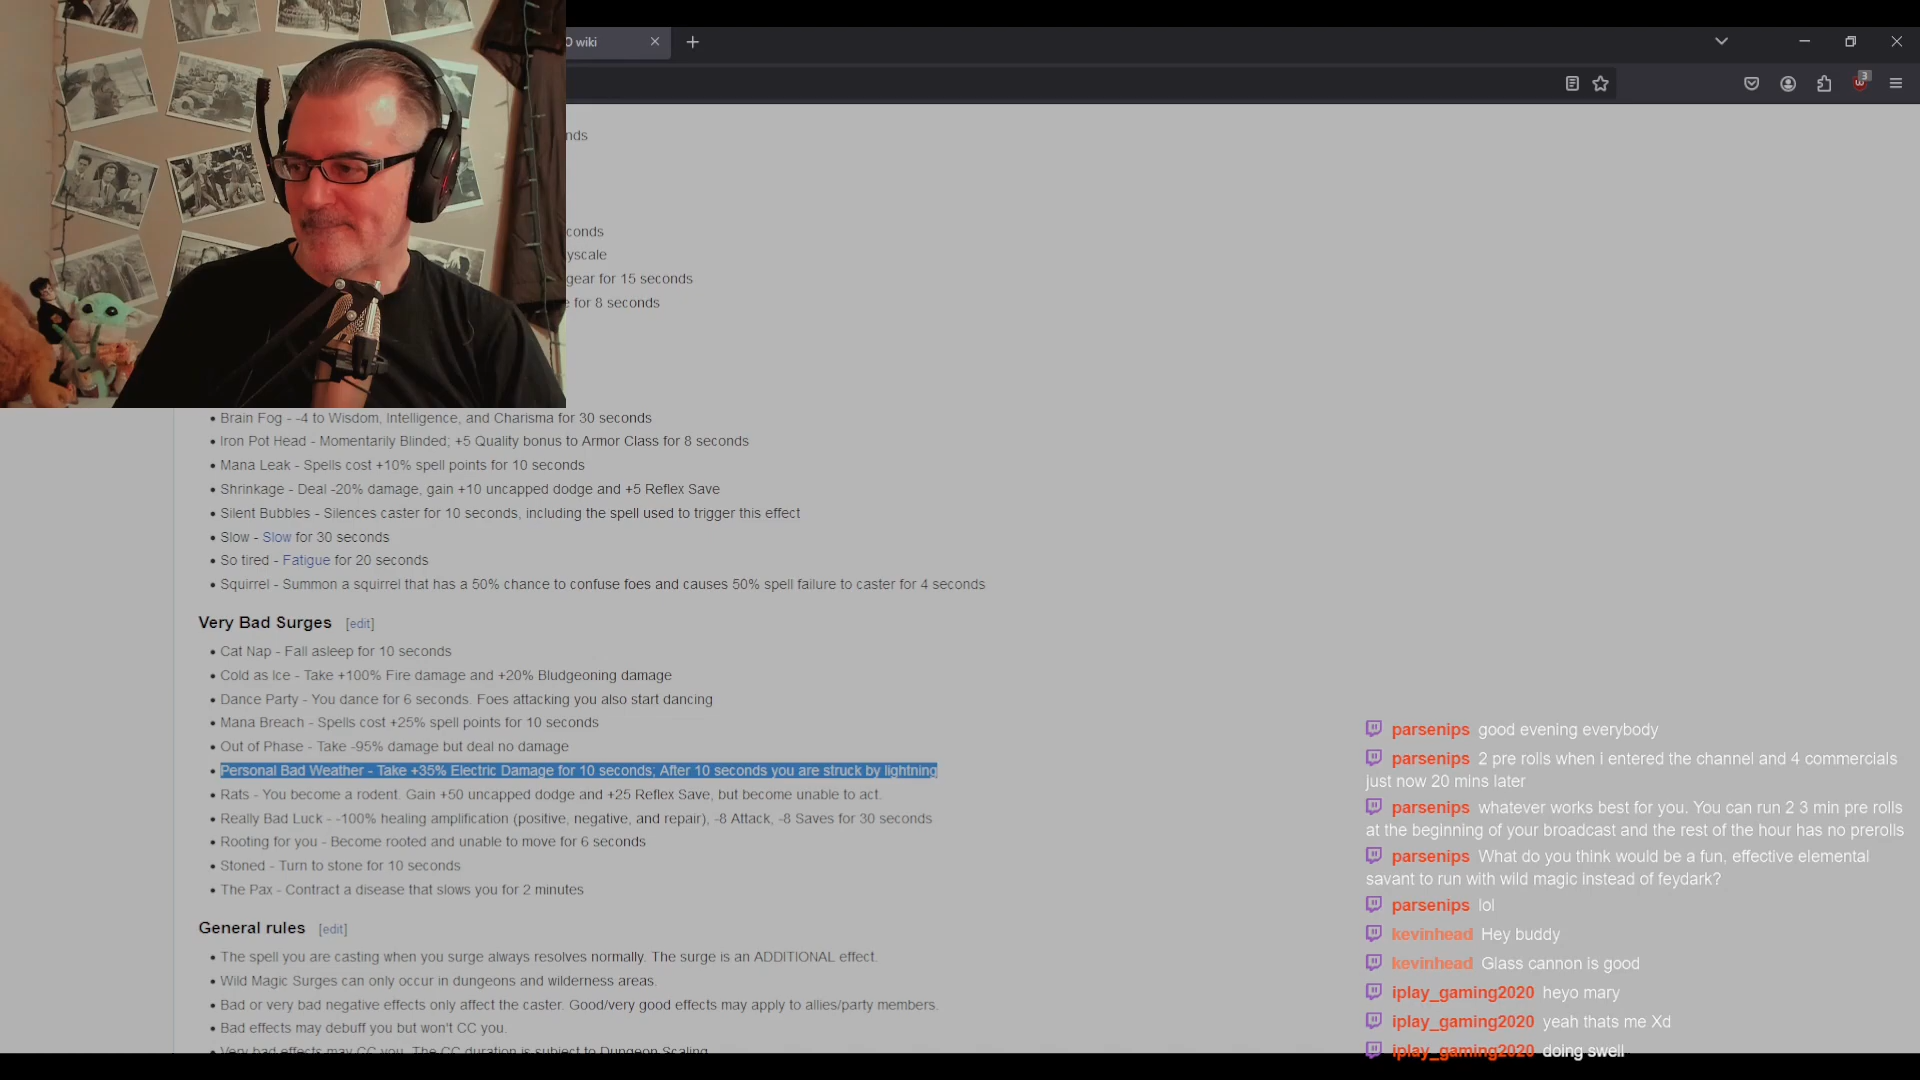 O wiki
3
nds
conds
yscale
gear for 15 seconds
e for 8 seconds
• Brain Fog - -4 to Wisdom, Intelligence, and Charisma for 30 seconds
• Iron Pot Head - Momentarily Blinded; +5 Quality bonus to Armor Class for 8 seconds
• Mana Leak - Spells cost +10% spell points for 10 seconds
• Shrinkage - Deal -20% damage, gain +10 uncapped dodge and +5 Reflex Save
• Silent Bubbles - Silences caster for 10 seconds, including the spell used to trigger this effect
• Slow - Slow for 30 seconds
• So tired - Fatigue for 20 seconds
• Squirrel - Summon a squirrel that has a 50% chance to confuse foes and causes 50% spell failure to caster for 4 seconds
Very Bad Surges [edit]
• Cat Nap - Fall asleep for 10 seconds
• Cold as Ice - Take +100% Fire damage and +20% Bludgeoning damage
• Dance Party - You dance for 6 seconds. Foes attacking you also start dancing
• Mana Breach - Spells cost +25% spell points for 10 seconds
• Out of Phase - Take -95% damage but deal no damage
• Personal Bad Weather - Take +35% Electric Damage for 10 seconds; After 10 seconds you are struck by lightning
• Rats - You become a rodent. Gain +50 uncapped dodge and +25 Reflex Save, but become unable to act.
• Really Bad Luck - -100% healing amplification (positive, negative, and repair), -8 Attack, -8 Saves for 30 seconds
• Rooting for you - Become rooted and unable to move for 6 seconds
• Stoned - Turn to stone for 10 seconds
• The Pax - Contract a disease that slows you for 2 minutes
General rules [edit]
• The spell you are casting when you surge always resolves normally. The surge is an ADDITIONAL effect.
• Wild Magic Surges can only occur in dungeons and wilderness areas.
• Bad or very bad negative effects only affect the caster. Good/very good effects may apply to allies/party members.
• Bad effects may debuff you but won't CC you.
• Very bad effects may CC you. The CC duration is subject to Dungeon Scaling.
parsenips good evening everybody
parsenips 2 pre rolls when i entered the channel and 4 commercials
just now 20 mins later
parsenips whatever works best for you. You can run 2 3 min pre rolls
at the beginning of your broadcast and the rest of the hour has no prerolls
parsenips What do you think would be a fun, effective elemental
savant to run with wild magic instead of feydark?
parsenips lol
kevinhead Hey buddy
kevinhead Glass cannon is good
iplay_gaming2020 heyo mary
iplay_gaming2020 yeah thats me Xd
iplay_gaming2020 doing swell